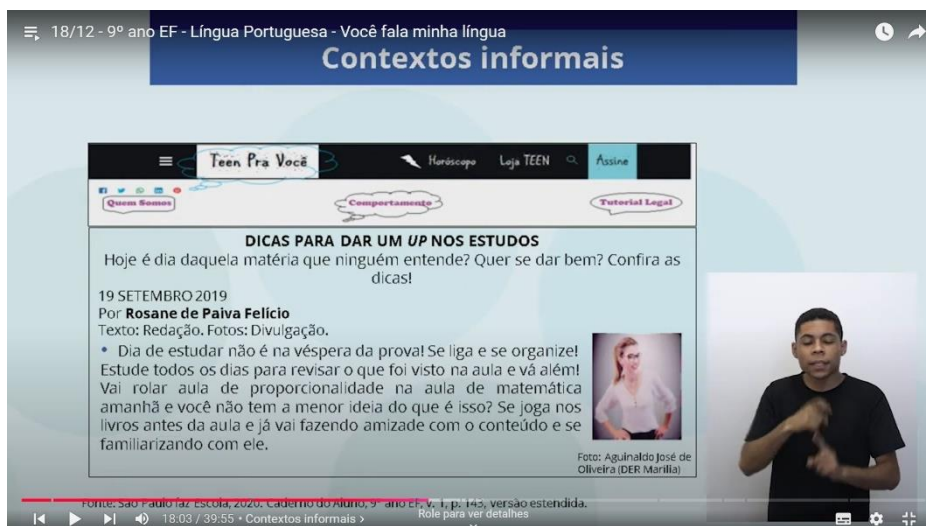 18/12 - 9º ano EF - Língua Portuguesa - Você fala minha língua
Contextos informais
Teen Pra Você
Horóscopo
Loja TEEN
Assine
Quem Somos
Comportamento
Tutorial Legal
DICAS PARA DAR UM UP NOS ESTUDOS
Hoje é dia daquela matéria que ninguém entende? Quer se dar bem? Confira as
dicas!
19 SETEMBRO 2019
Por Rosane de Paiva Felício
Texto: Redação. Fotos: Divulgação.
• Dia de estudar não é na véspera da prova! Se liga e se organize!
Estude todos os dias para revisar o que foi visto na aula e vá além!
Vai rolar aula de proporcionalidade na aula de matemática
amanhã e você não tem a menor ideia do que é isso? Se joga nos
livros antes da aula e já vai fazendo amizade com o conteúdo e se
familiarizando com ele.
Foto: Aguinaldo José de
Oliveira (DER Marília)
Fonte: São Paulo faz Escola, 2020. Caderno do Aluno, 9º ano EF, v. 1, p. 143, versão estendida.
Role para ver detalhes
18:03 / 39:55 • Contextos informais >